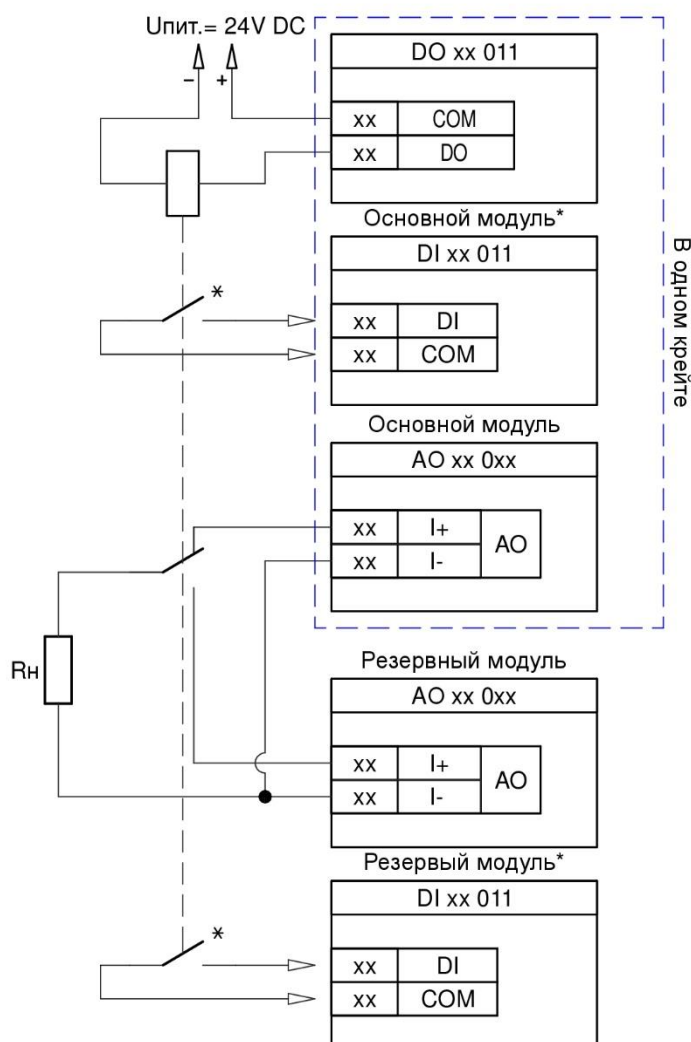 Uпит.= 24V DC
− +
DO xx 011
xx COM
xx DO
Основной модуль*
DI xx 011
*
xx DI
xx COM
В одном крейте
Основной модуль
AO xx 0xx
xx I+
AO
xx I-
Rн
Резервный модуль
AO xx 0xx
xx I+
AO
xx I-
Резервый модуль*
DI xx 011
*
xx DI
xx COM